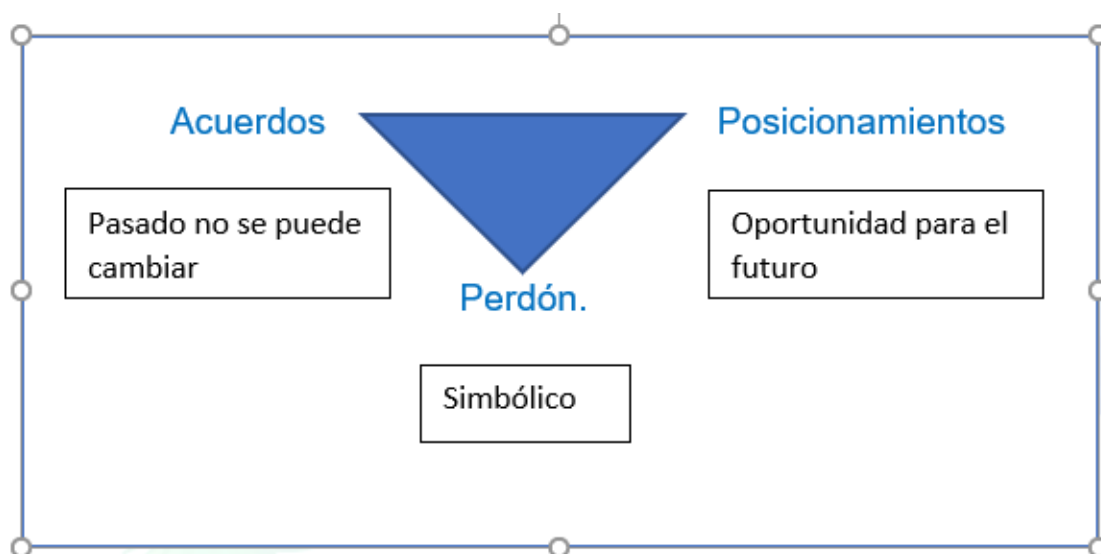 Acuerdos
Posicionamientos
Pasado no se puede
cambiar
Oportunidad para el
futuro
Perdón.
Simbólico